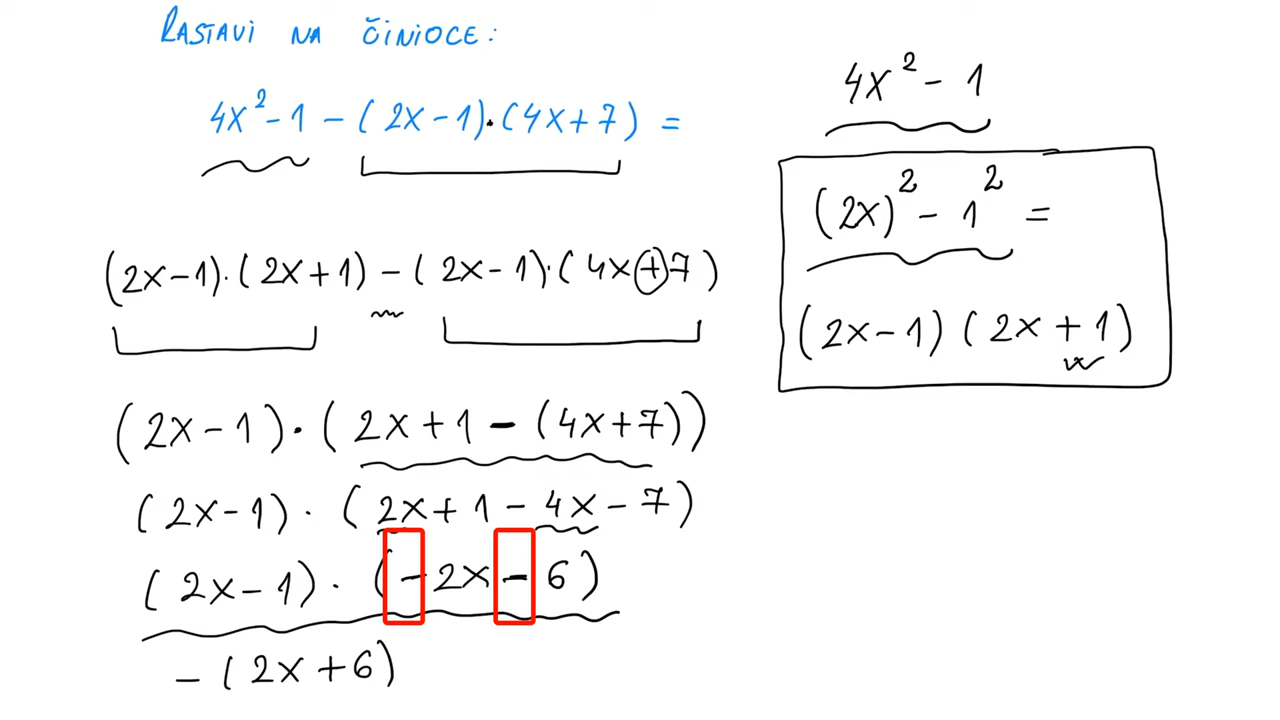 RASTAVI NA ČINIOCE:
4x² - 1 - (2x - 1)·(4x + 7) =
(2x - 1)·(2x + 1) - (2x - 1)·(4x + 7)
(2x - 1)·(2x + 1 - (4x + 7))
(2x - 1)·(2x + 1 - 4x - 7)
(2x - 1)·(-2x - 6)
-(2x + 6)
4x² - 1
(2x)² - 1² =
(2x - 1)(2x + 1)